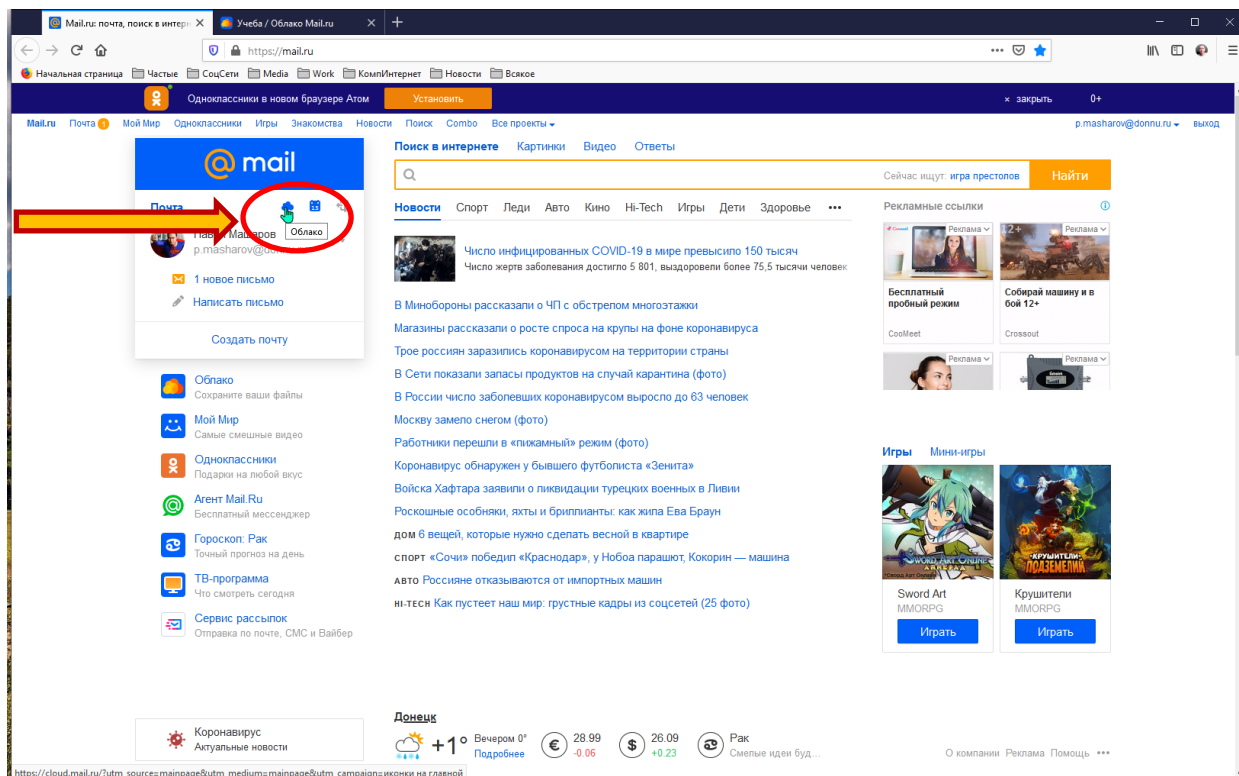 Mail.ru: почта, поиск в интерн
Учеба / Облако Mail.ru
https://mail.ru
Начальная страница Частые СоцСети Media Work КомпИнтернет Новости Всякое
Одноклассники в новом браузере Атом Установить × закрыть 0+
Mail.ru Почта 1 Мой Мир Одноклассники Игры Знакомства Новости Поиск Combo Все проекты p.masharov@donnu.ru выход
@mail
Почта
Облако
Павел Машаров
p.masharov@don
1 новое письмо
Написать письмо
Создать почту
Облако
Сохраните ваши файлы
Мой Мир
Самые смешные видео
Одноклассники
Подарки на любой вкус
Агент Mail.Ru
Бесплатный мессенджер
Гороскоп: Рак
Точный прогноз на день
ТВ-программа
Что смотреть сегодня
Сервис рассылок
Отправка по почте, СМС и Вайбер
Коронавирус
Актуальные новости
Поиск в интернете Картинки Видео Ответы
Сейчас ищут: игра престолов Найти
Новости Спорт Леди Авто Кино Hi-Tech Игры Дети Здоровье •••
Число инфицированных COVID-19 в мире превысило 150 тысяч
Число жертв заболевания достигло 5 801, выздоровели более 75,5 тысячи человек
В Минобороны рассказали о ЧП с обстрелом многоэтажки
Магазины рассказали о росте спроса на крупы на фоне коронавируса
Трое россиян заразились коронавирусом на территории страны
В Сети показали запасы продуктов на случай карантина (фото)
В России число заболевших коронавирусом выросло до 63 человек
Москву замело снегом (фото)
Работники перешли в «пижамный» режим (фото)
Коронавирус обнаружен у бывшего футболиста «Зенита»
Войска Хафтара заявили о ликвидации турецких военных в Ливии
Роскошные особняки, яхты и бриллианты: как жила Ева Браун
ДОМ 6 вещей, которые нужно сделать весной в квартире
СПОРТ «Сочи» победил «Краснодар», у Нобоа парашют, Кокорин — машина
АВТО Россияне отказываются от импортных машин
HI-TECH Как пустеет наш мир: грустные кадры из соцсетей (25 фото)
Донецк
+1° Вечером 0° Подробнее
€ 28.99 -0.06
$ 26.09 +0.23
Рак
Смелые идеи буд...
Рекламные ссылки
Реклама
12+ Реклама
Бесплатный пробный режим
CooMeet
Собирай машину и в бой 12+
Crossout
Реклама
Реклама
Игры Мини-игры
SWORD ART ONLINE
КРУШИТЕЛИ ПОДЗЕМЕЛИЙ
Sword Art
MMORPG
Играть
Крушители
MMORPG
Играть
О компании Реклама Помощь •••
https://cloud.mail.ru/?utm_source=mainpage&utm_medium=mainpage&utm_campaign=иконки на главной